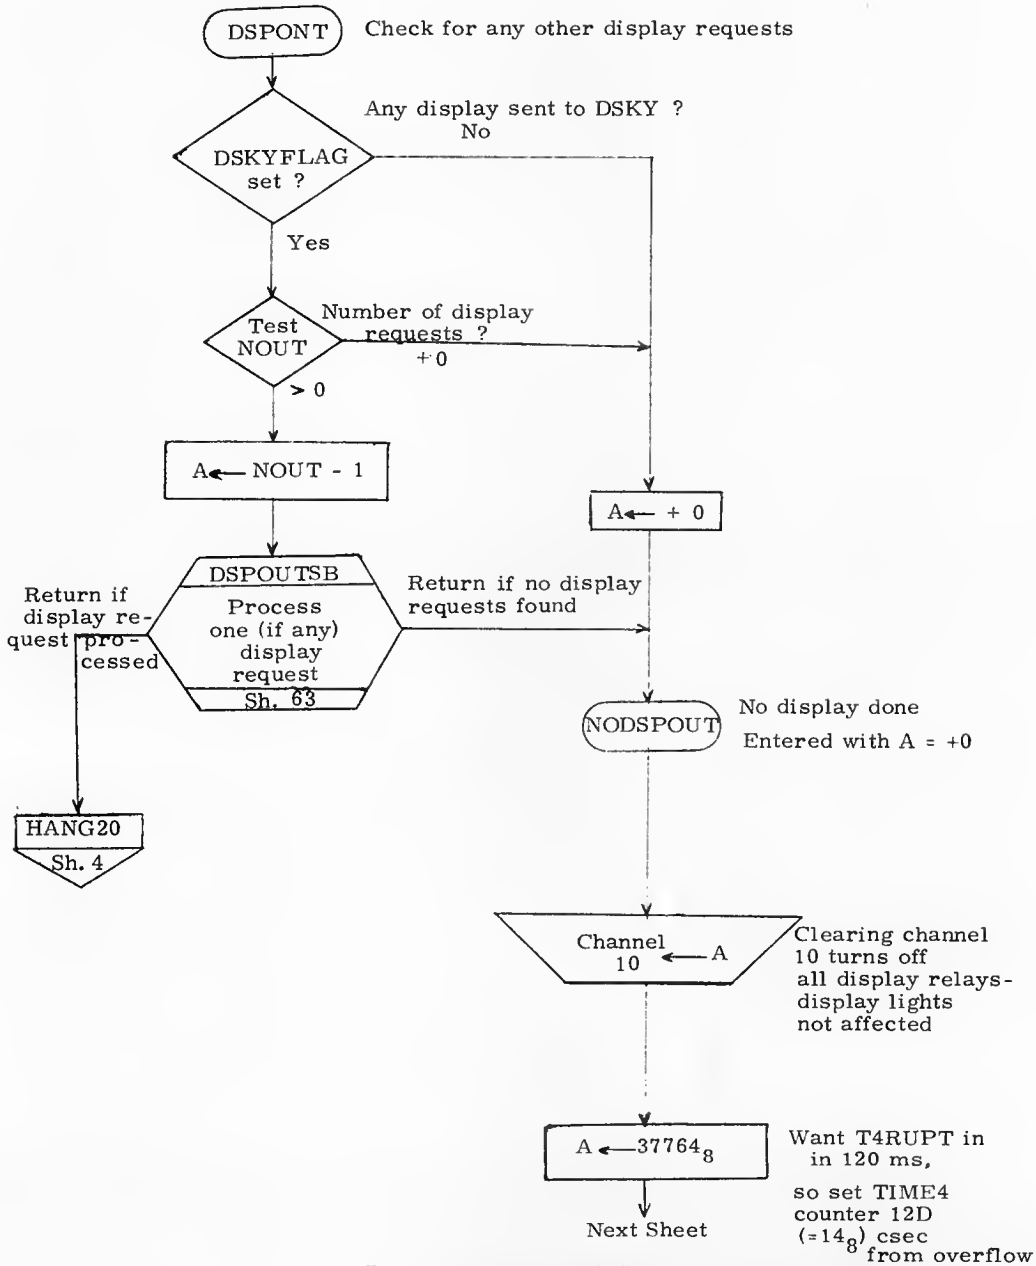 DSPONT
Check for any other display requests
Any display sent to DSKY ?
No
DSKYFLAG
set ?
Yes
Test
NOUT
Number of display
requests ?
+0
> 0
A ← NOUT - 1
A ← + 0
DSPOUTSB
Process
one (if any)
display
request
Sh. 63
Return if
display re-
quest pro-
cessed
Return if no display
requests found
NODSPOUT
No display done
Entered with A = +0
HANG20
Sh. 4
Channel
10 ← A
Clearing channel
10 turns off
all display relays-
display lights
not affected
A ← 37764₈
Want T4RUPT in
in 120 ms,
so set TIME4
counter 12D
(=14₈) csec
from overflow
Next Sheet